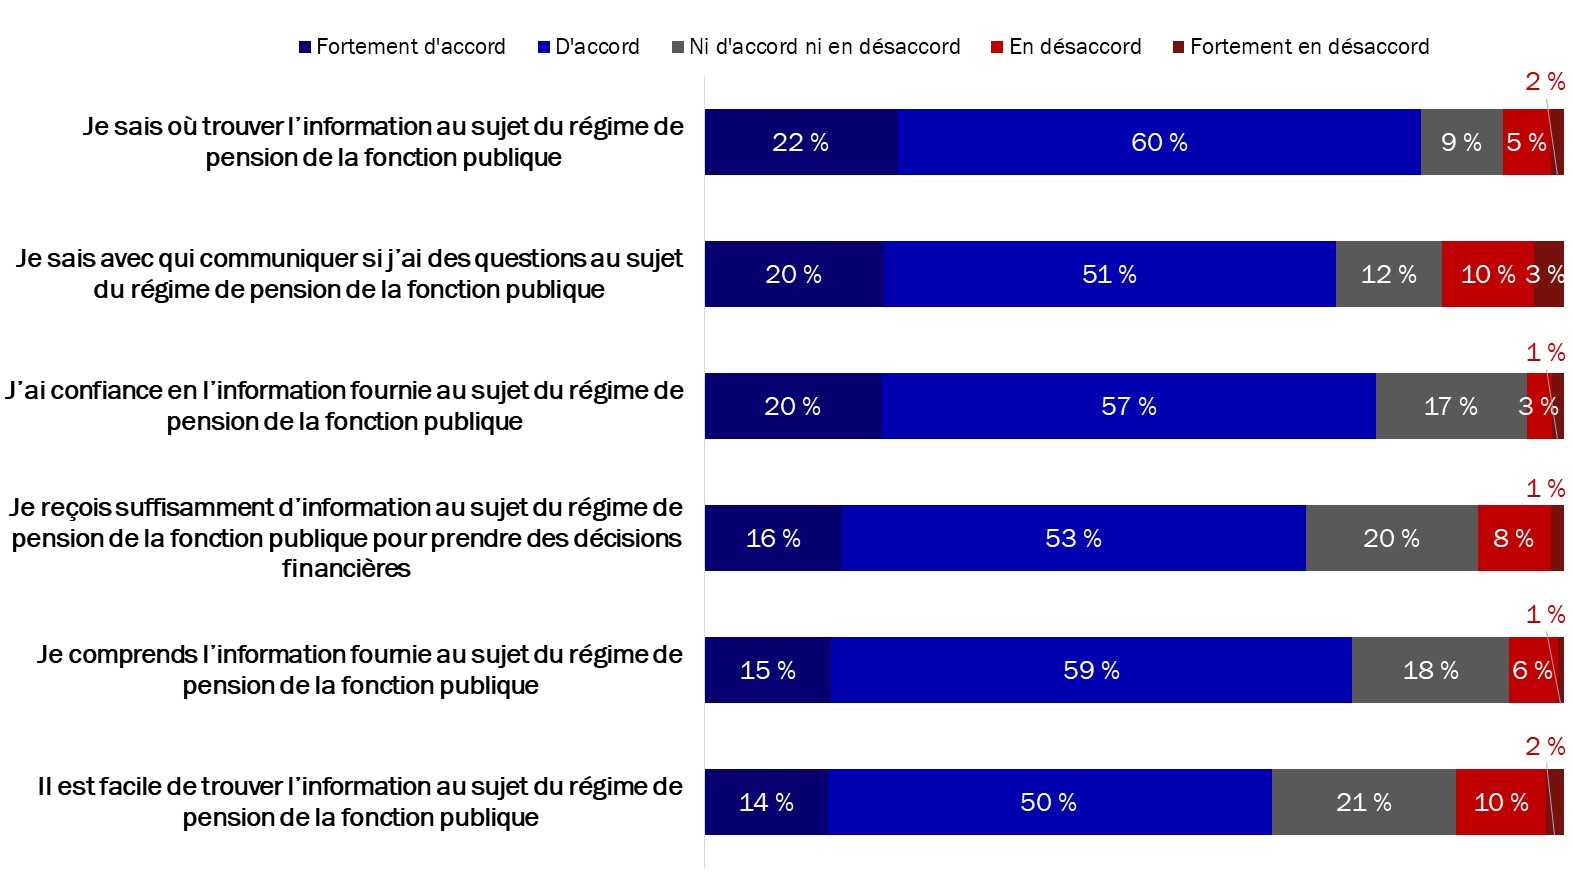 Fortement d'accord D'accord Ni d'accord ni en désaccord En désaccord Fortement en désaccord
2 %
Je sais où trouver l’information au sujet du régime de
pension de la fonction publique
22 % 60 % 9 % 5 %
Je sais avec qui communiquer si j’ai des questions au sujet
du régime de pension de la fonction publique
20 % 51 % 12 % 10 % 3 %
1 %
J’ai confiance en l’information fournie au sujet du régime de
pension de la fonction publique
20 % 57 % 17 % 3 %
1 %
Je reçois suffisamment d’information au sujet du régime de
pension de la fonction publique pour prendre des décisions
financières
16 % 53 % 20 % 8 %
1 %
Je comprends l’information fournie au sujet du régime de
pension de la fonction publique
15 % 59 % 18 % 6 %
2 %
Il est facile de trouver l’information au sujet du régime de
pension de la fonction publique
14 % 50 % 21 % 10 %